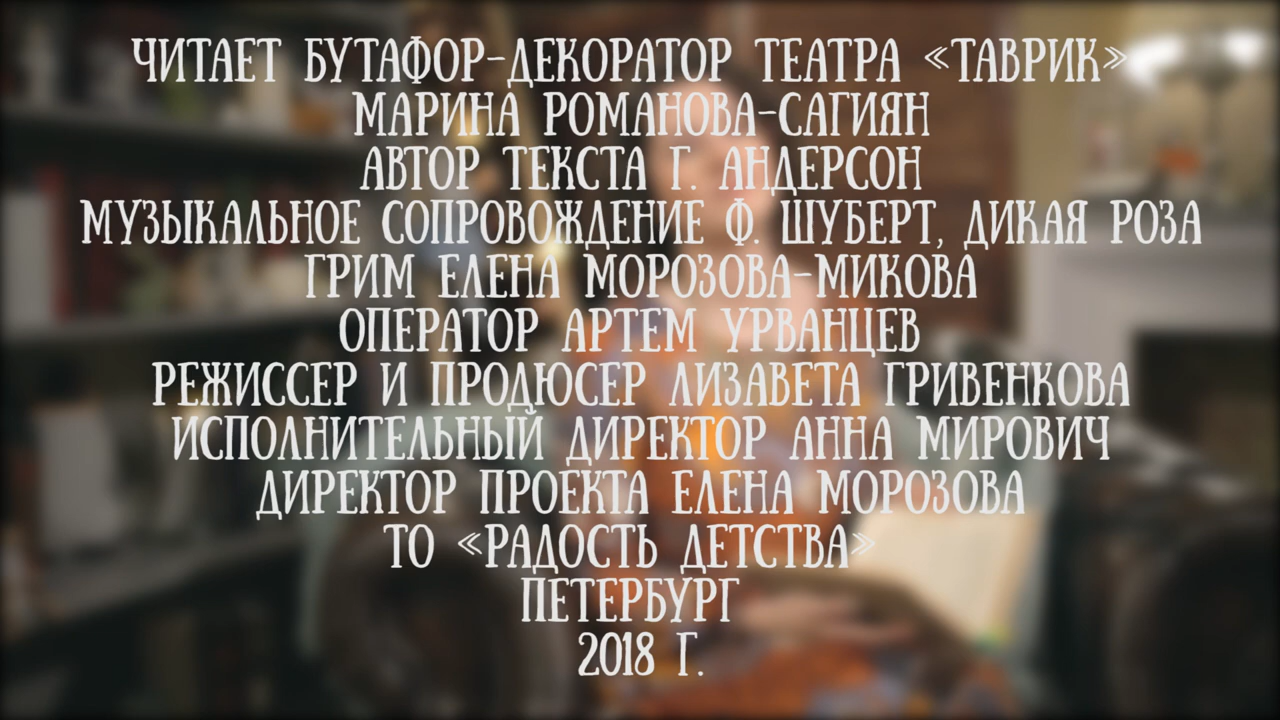 ЧИТАЕТ БУТАФОР-ДЕКОРАТОР ТЕАТРА «ТАВРИК»
МАРИНА РОМАНОВА-САГИЯН
АВТОР ТЕКСТА Г. АНДЕРСОН
МУЗЫКАЛЬНОЕ СОПРОВОЖДЕНИЕ Ф. ШУБЕРТ, ДИКАЯ РОЗА
ГРИМ ЕЛЕНА МОРОЗОВА-МИКОВА
ОПЕРАТОР АРТЕМ УРВАНЦЕВ
РЕЖИССЕР И ПРОДЮСЕР ЛИЗАВЕТА ГРИВЕНКОВА
ИСПОЛНИТЕЛЬНЫЙ ДИРЕКТОР АННА МИРОВИЧ
ДИРЕКТОР ПРОЕКТА ЕЛЕНА МОРОЗОВА
ТО «РАДОСТЬ ДЕТСТВА»
ПЕТЕРБУРГ
2018 Г.